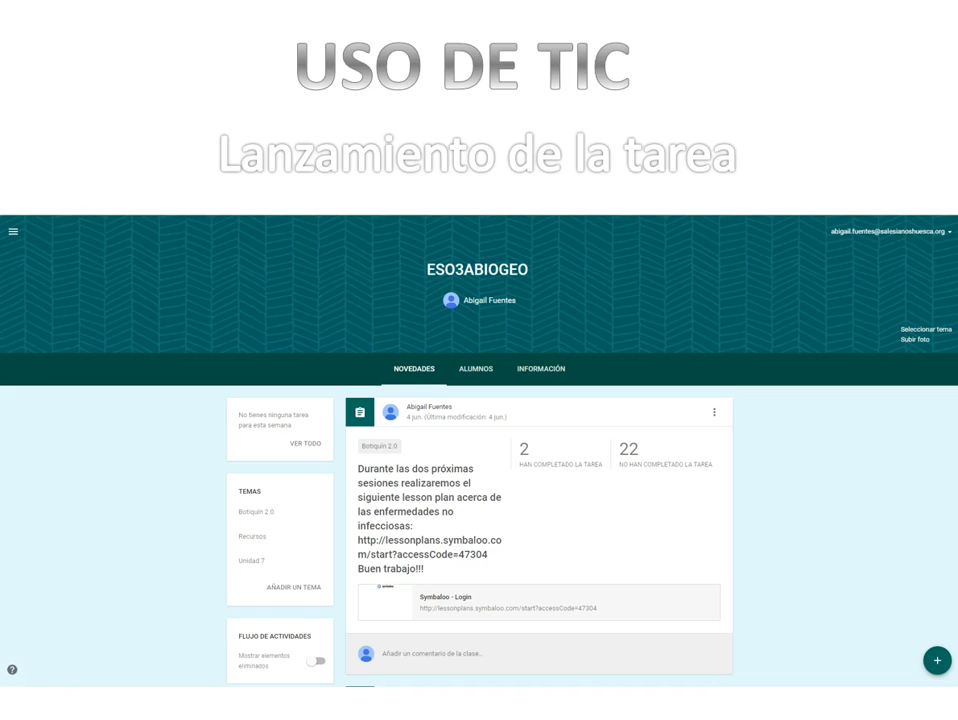 USO DE TIC
Lanzamiento de la tarea
abigail.fuentes@salesianoshuesca.org
ESO3ABIOGEO
Abigail Fuentes
Seleccionar tema
Subir foto
NOVEDADES
ALUMNOS
INFORMACIÓN
No tienes ninguna tarea
para esta semana
VER TODO
TEMAS
Botiquín 2.0
Recursos
Unidad 7
AÑADIR UN TEMA
FLUJO DE ACTIVIDADES
Mostrar elementos
eliminados
Abigail Fuentes
4 jun. (Última modificación: 4 jun.)
Botiquín 2.0
Durante las dos próximas
sesiones realizaremos el
siguiente lesson plan acerca de
las enfermedades no
infecciosas:
http://lessonplans.symbaloo.co
m/start?accessCode=47304
Buen trabajo!!!
2
HAN COMPLETADO LA TAREA
22
NO HAN COMPLETADO LA TAREA
Symbaloo - Login
http://lessonplans.symbaloo.com/start?accessCode=47304
Añadir un comentario de la clase...